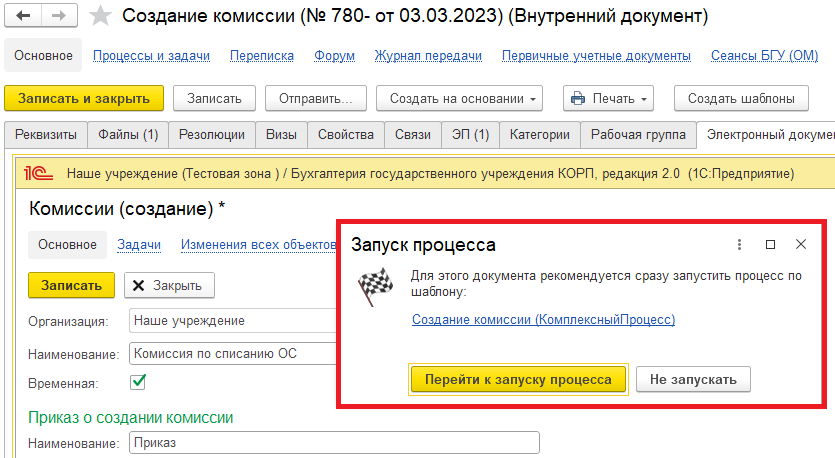 Создание комиссии (№ 780- от 03.03.2023) (Внутренний документ)
Основное Процессы и задачи Переписка Форум Журнал передачи Первичные учетные документы Сеансы БГУ (ОМ)
Записать и закрыть Записать Отправить... Создать на основании Печать Создать шаблоны
Реквизиты Файлы (1) Резолюции Визы Свойства Связи ЭП (1) Категории Рабочая группа Электронный докуме
1С Наше учреждение (Тестовая зона ) / Бухгалтерия государственного учреждения КОРП, редакция 2.0 (1С:Предприятие)
Комиссии (создание) *
Основное Задачи Изменения всех объектов
Записать Закрыть
Организация: Наше учреждение
Наименование: Комиссия по списанию ОС
Временная:
Приказ о создании комиссии
Наименование: Приказ
Запуск процесса
Для этого документа рекомендуется сразу запустить процесс по
шаблону:
Создание комиссии (КомплексныйПроцесс)
Перейти к запуску процесса Не запускать